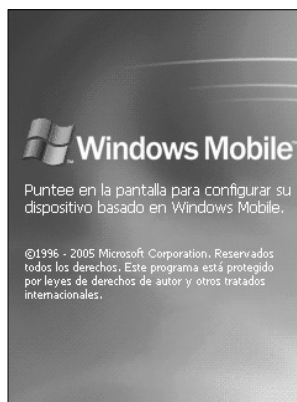 Windows Mobile™
Puntee en la pantalla para configurar su
dispositivo basado en Windows Mobile.
©1996 - 2005 Microsoft Corporation. Reservados
todos los derechos. Este programa está protegido
por leyes de derechos de autor y otros tratados
internacionales.